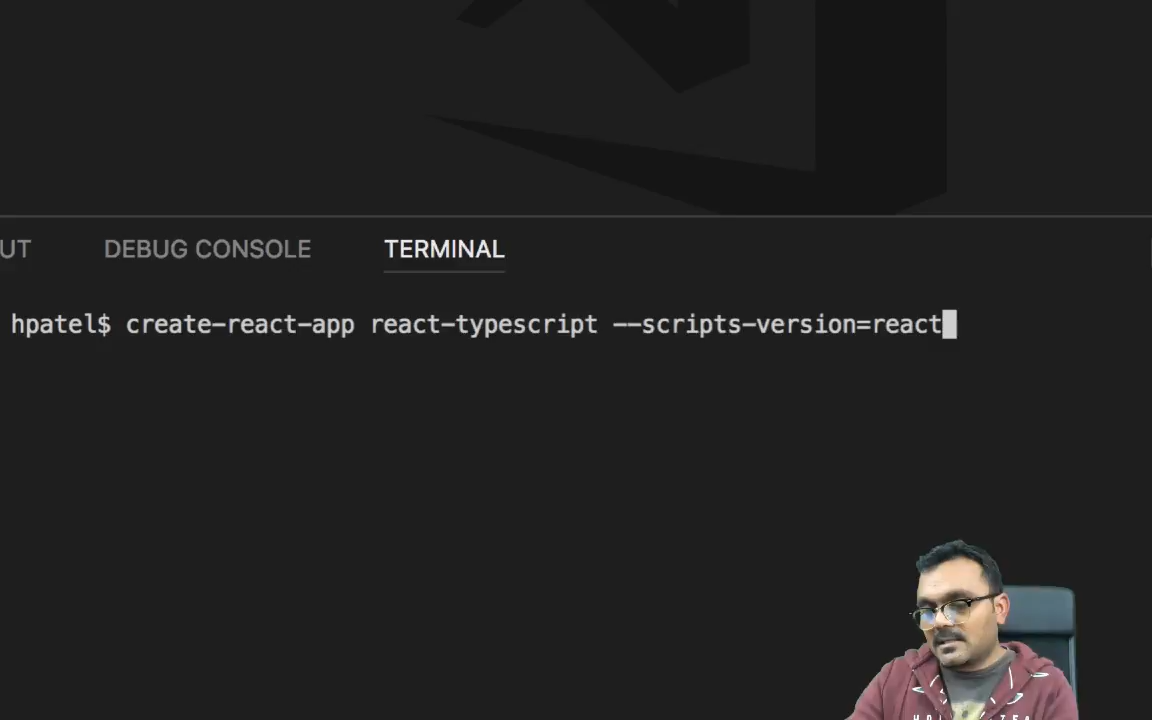 UT DEBUG CONSOLE TERMINAL
hpatel$ create-react-app react-typescript --scripts-version=react